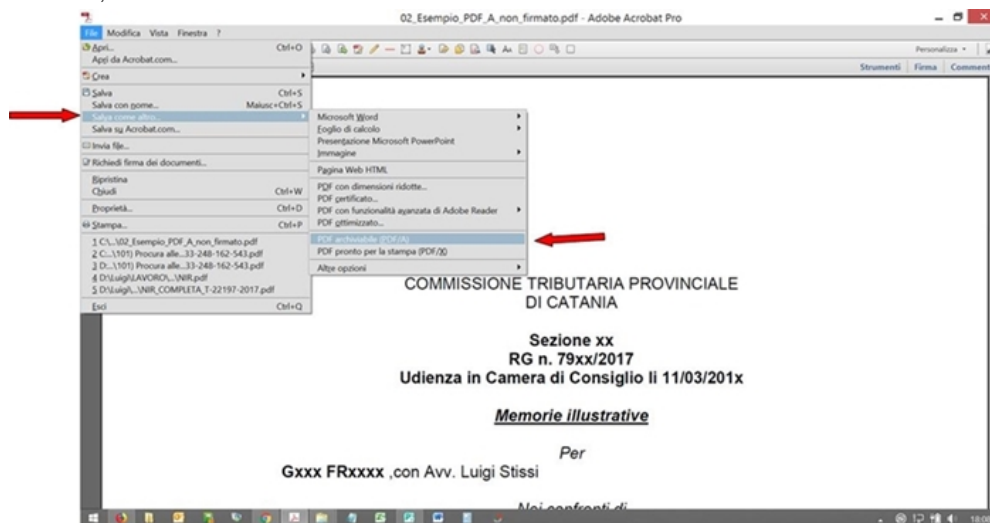 02_Esempio_PDF_A_non_firmato.pdf - Adobe Acrobat Pro
File Modifica Vista Finestra ?
Apri... Ctrl+O
Apri da Acrobat.com...
Crea
Salva Ctrl+S
Salva con nome... Maiusc+Ctrl+S
Salva come altro...
Salva su Acrobat.com...
Invia file...
Richiedi firma dei documenti...
Ripristina
Chiudi Ctrl+W
Proprietà... Ctrl+D
Stampa... Ctrl+P
1 C:\...\02_Esempio_PDF_A_non_firmato.pdf
2 C:...\101) Procura alle...33-248-162-543.pdf
3 D:...\101) Procura alle...33-248-162-543.pdf
4 D:\Luigi\LAVORO\...\NIR.pdf
5 D:\Luigi\...\NIR_COMPLETA_T-22197-2017.pdf
Esci Ctrl+Q
Microsoft Word
Foglio di calcolo
Presentazione Microsoft PowerPoint
Immagine
Pagina Web HTML
PDF con dimensioni ridotte...
PDF certificato...
PDF con funzionalità avanzata di Adobe Reader
PDF ottimizzato...
PDF archiviabile (PDF/A)
PDF pronto per la stampa (PDF/X)
Altre opzioni
Personalizza
Strumenti Firma Comment
COMMISSIONE TRIBUTARIA PROVINCIALE
DI CATANIA
Sezione xx
RG n. 79xx/2017
Udienza in Camera di Consiglio li 11/03/201x
Memorie illustrative
Per
Gxxx FRxxxx ,con Avv. Luigi Stissi
Nei confronti di